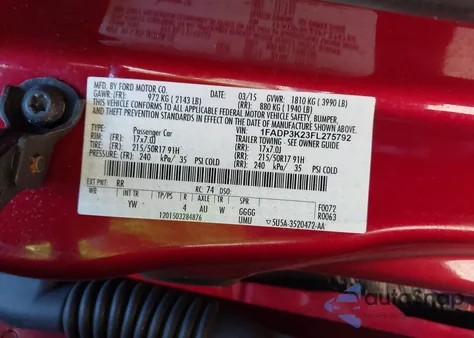 MFD. BY FORD MOTOR CO.
DATE: 03/15 GVWR: 1810 KG ( 3990 LB)
GAWR: (FR): 972 KG ( 2143 LB) (RR): 880 KG ( 1940 LB)
THIS VEHICLE CONFORMS TO ALL APPLICABLE FEDERAL MOTOR VEHICLE SAFETY, BUMPER,
AND THEFT PREVENTION STANDARDS IN EFFECT ON THE DATE OF MANUFACTURE SHOWN ABOVE.
VIN: 1FADP3K23FL275792
Passenger Car TRAILER TOWING - SEE OWNER GUIDE
RIMS: (FR): 17x7.0J (RR): 17x7.0J
TIRES: (FR): 215/50R17 91H (RR): 215/50R17 91H
(FR): 240 kPa/ 35 PSI COLD (RR): 240 kPa/ 35 PSI COLD
EXT PNT: RR RC: 74 DSO:
WB INT TR TP/PS R AXLE TR SPR
YW 4 AU W GGGG
F0072
R0063
1201503284876 UMU 5U5A-3520472-AA
autoSnap